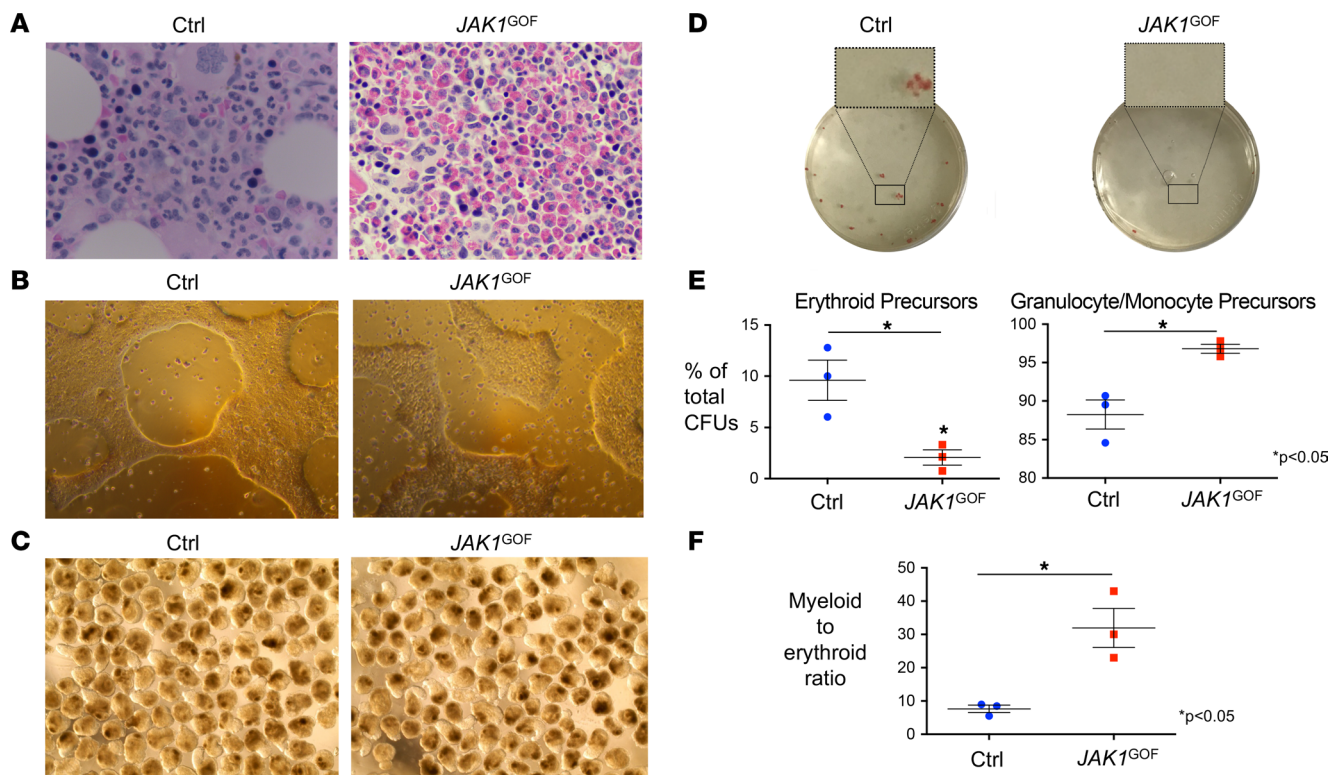 A
Ctrl
JAK1GOF
B
Ctrl
JAK1GOF
C
Ctrl
JAK1GOF
D
Ctrl
JAK1GOF
E
Erythroid Precursors
% of
total
CFUs
15
10
5
0
*
*
Ctrl
JAK1GOF
Granulocyte/Monocyte Precursors
100
95
90
85
80
*
*p<0.05
Ctrl
JAK1GOF
F
Myeloid
to
erythroid
ratio
50
40
30
20
10
0
*
*p<0.05
Ctrl
JAK1GOF